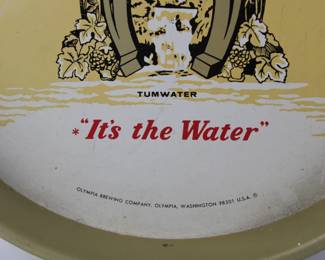 TUMWATER
*"It's the Water"
OLYMPIA BREWING COMPANY, OLYMPIA, WASHINGTON 98501 U.S.A. ®